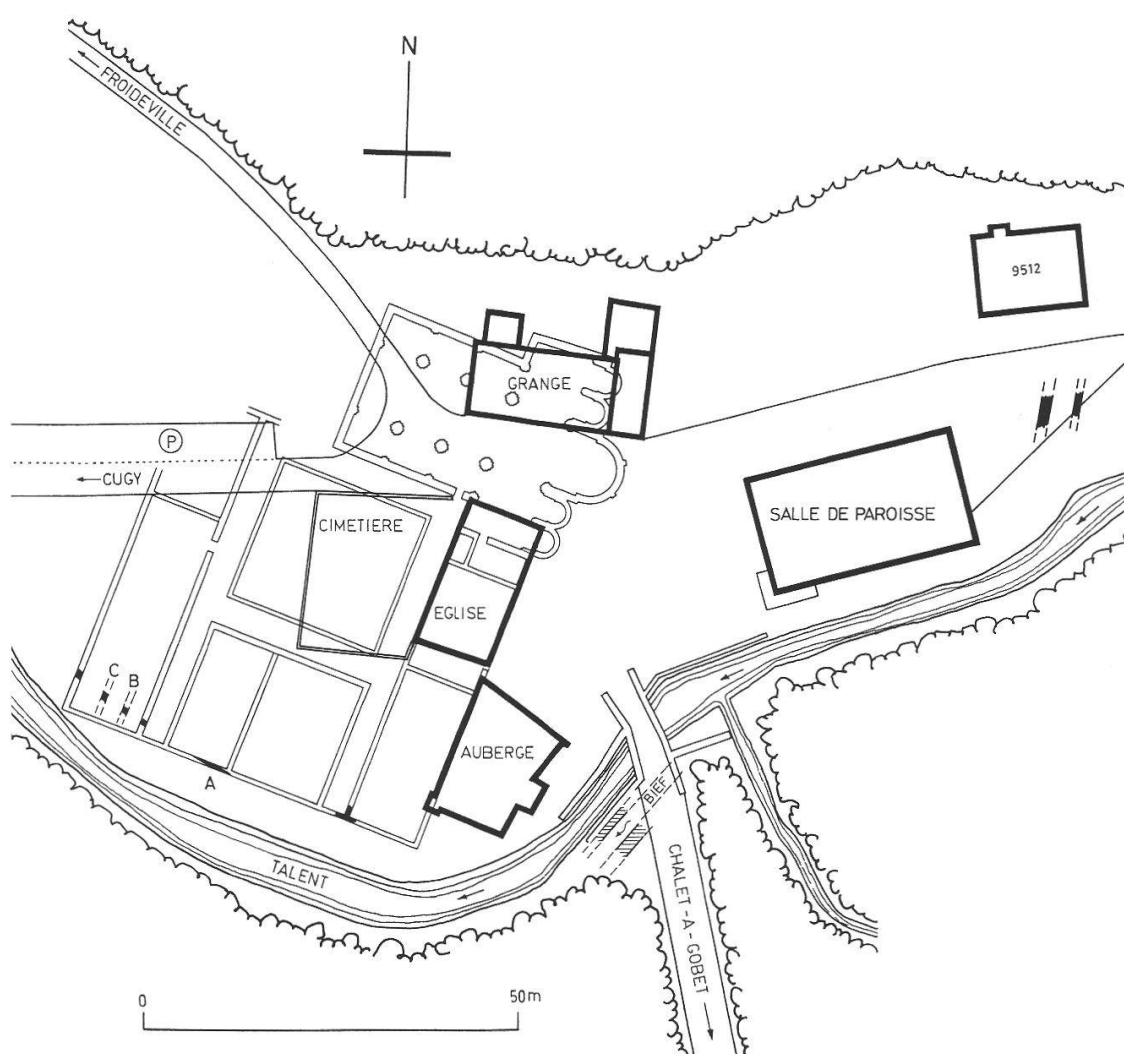 N
FROIDEVILLE
9512
GRANGE
P
CUGY
CIMETIERE
SALLE DE PAROISSE
EGLISE
C
B
AUBERGE
A
BIEF
TALENT
CHALET-A-GOBET
0
50m